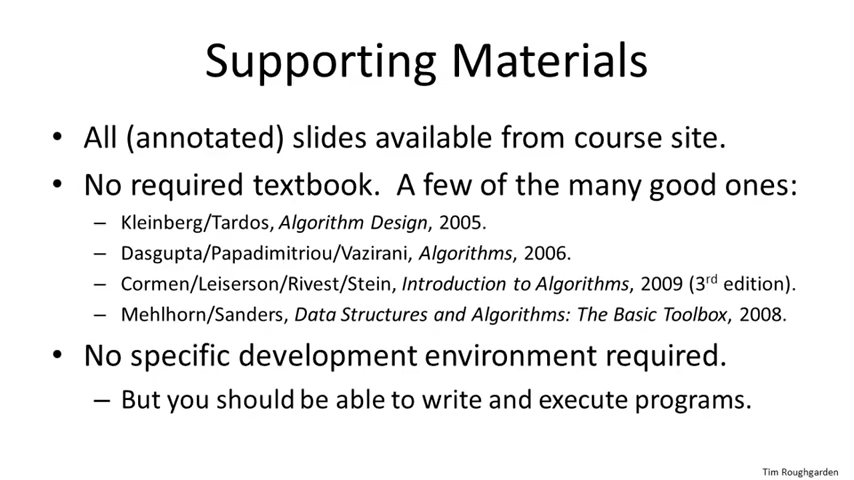 Supporting Materials
• All (annotated) slides available from course site.
• No required textbook. A few of the many good ones:
– Kleinberg/Tardos, Algorithm Design, 2005.
– Dasgupta/Papadimitriou/Vazirani, Algorithms, 2006.
– Cormen/Leiserson/Rivest/Stein, Introduction to Algorithms, 2009 (3rd edition).
– Mehlhorn/Sanders, Data Structures and Algorithms: The Basic Toolbox, 2008.
• No specific development environment required.
– But you should be able to write and execute programs.
Tim Roughgarden